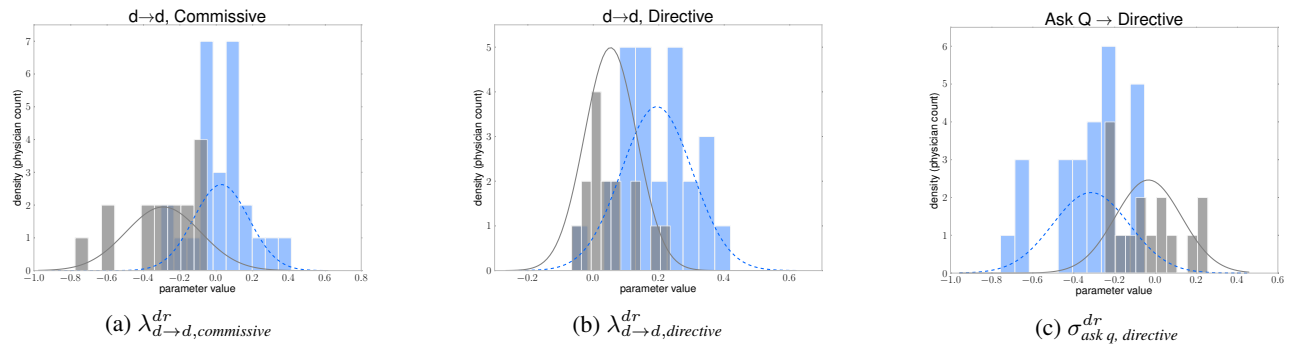 d→d, Commissive
density (physician count)
7
6
5
4
3
2
1
0
−1.0 −0.8 −0.6 −0.4 −0.2 0.0 0.2 0.4 0.6 0.8
parameter value
(a) λ^{dr}_{d→d,commissive}
d→d, Directive
density (physician count)
5
4
3
2
1
0
−0.2 0.0 0.2 0.4 0.6
parameter value
(b) λ^{dr}_{d→d,directive}
Ask Q → Directive
density (physician count)
6
5
4
3
2
1
0
−1.0 −0.8 −0.6 −0.4 −0.2 0.0 0.2 0.4 0.6
parameter value
(c) σ^{dr}_{ask q, directive}